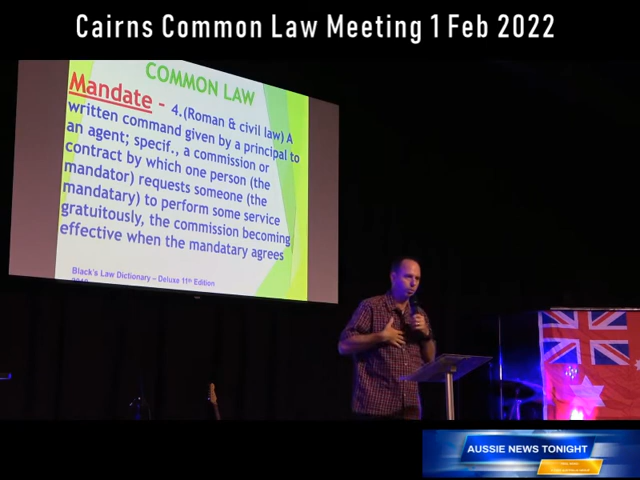 Cairns Common Law Meeting 1 Feb 2022
COMMON LAW
Mandate - 4.(Roman & civil law) A
written command given by a principal to
an agent; specif., a commission or
contract by which one person (the
mandator) requests someone (the
mandatary) to perform some service
gratuitously, the commission becoming
effective when the mandatary agrees
Black's Law Dictionary – Deluxe 11th Edition
AUSSIE NEWS TONIGHT